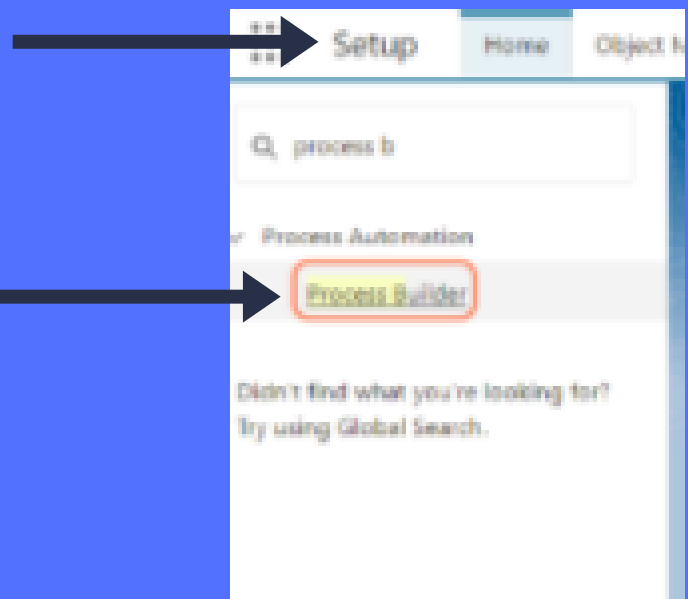 Setup
Home
Object
process b
Process Automation
Process Builder
Didn't find what you're looking for?
Try using Global Search.